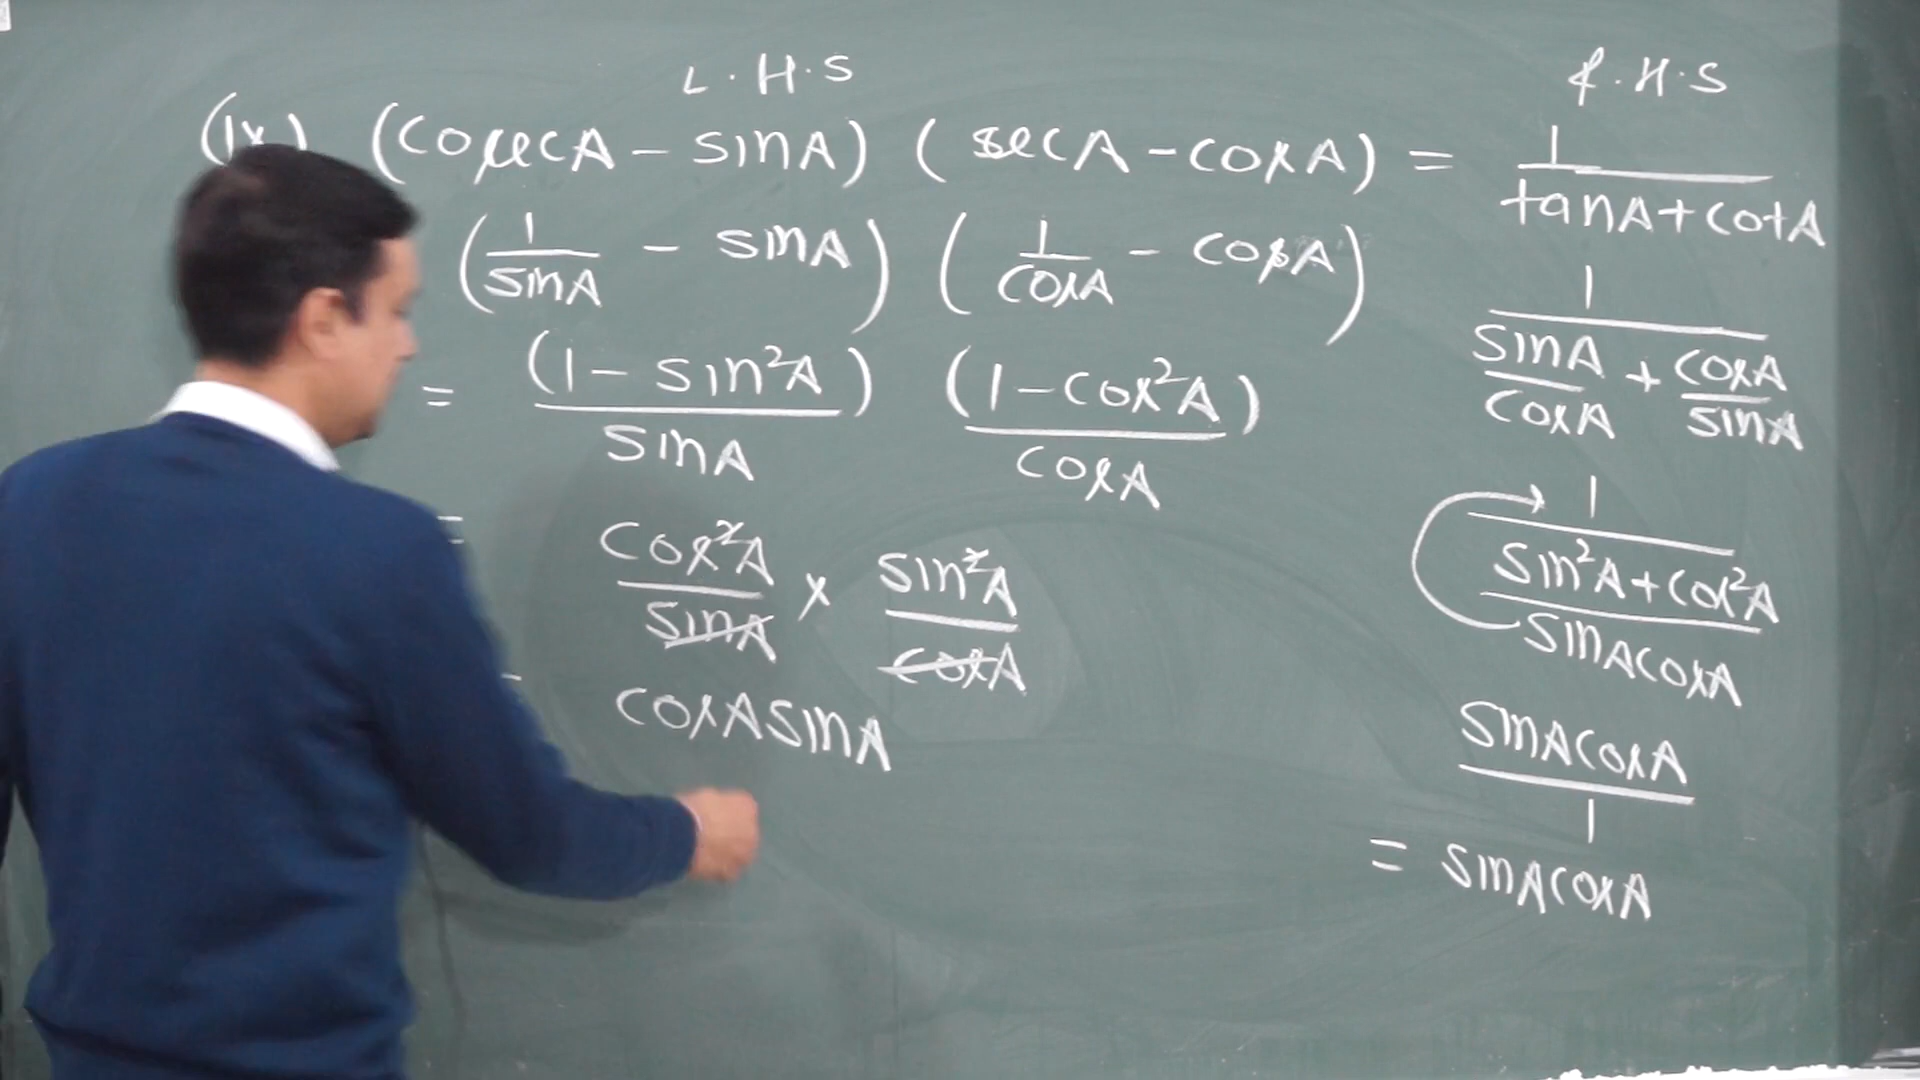 L.H.S R.H.S
(ix) (cosecA - sinA) (secA - cosA) = 1/(tanA + cotA)
(1/sinA - sinA) (1/cosA - cosA)
1/(sinA/cosA + cosA/sinA)
= (1 - sin²A)/sinA (1 - cos²A)/cosA
= cos²A/sinA × sin²A/cosA
1/((sin²A + cos²A)/sinAcosA)
= cosAsinA
sinAcosA/1
= sinAcosA